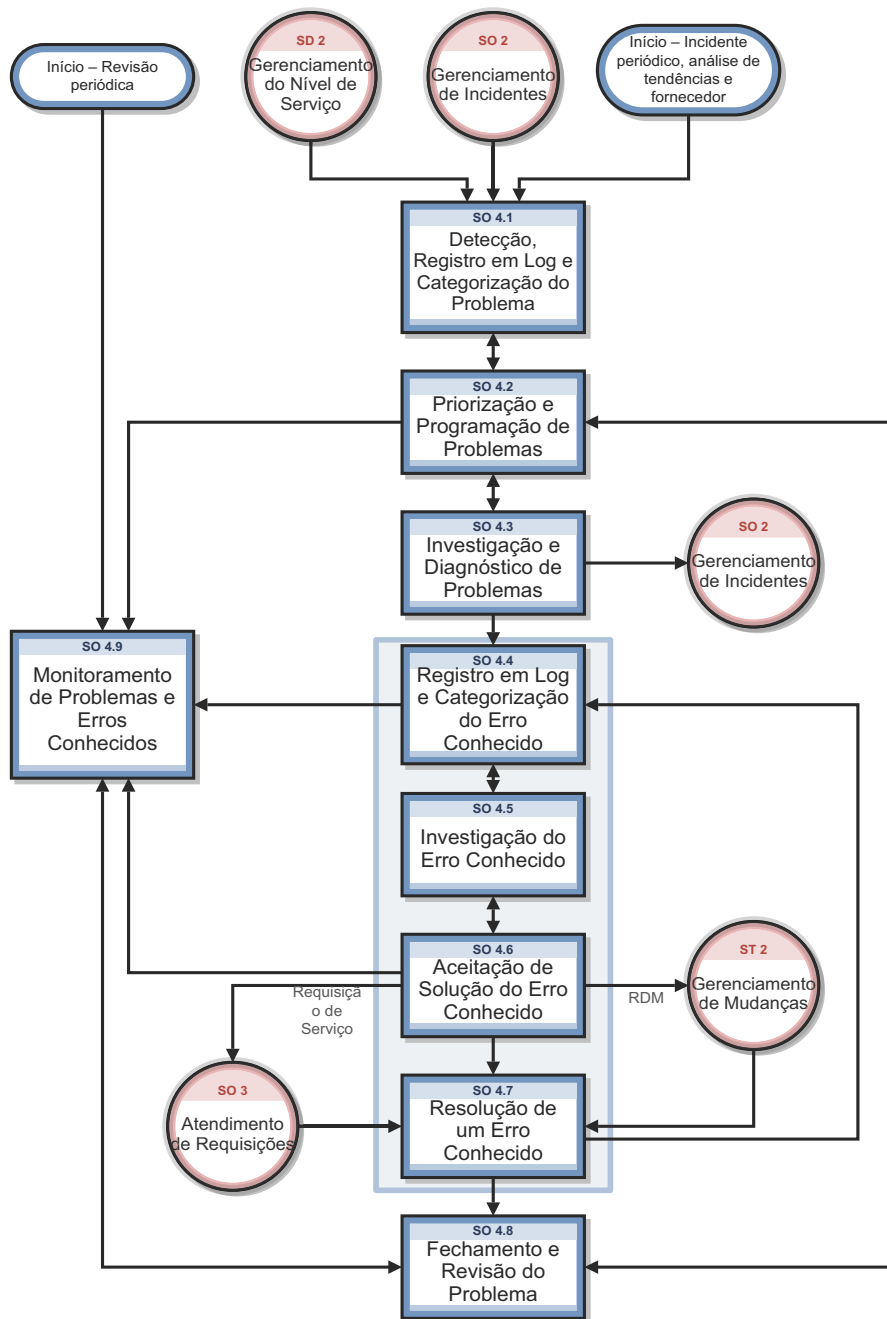 Início – Revisão
periódica
SD 2
Gerenciamento
do Nível de
Serviço
SO 2
Gerenciamento
de Incidentes
Início – Incidente
periódico, análise de
tendências e
fornecedor
SO 4.1
Detecção,
Registro em Log e
Categorização do
Problema
SO 4.2
Priorização e
Programação de
Problemas
SO 4.3
Investigação e
Diagnóstico de
Problemas
SO 2
Gerenciamento
de Incidentes
SO 4.9
Monitoramento
de Problemas e
Erros
Conhecidos
SO 4.4
Registro em Log
e Categorização
do Erro
Conhecido
SO 4.5
Investigação do
Erro Conhecido
SO 4.6
Aceitação de
Solução do Erro
Conhecido
Requisiçã
o de
Serviço
RDM
ST 2
Gerenciamento
de Mudanças
SO 3
Atendimento
de Requisições
SO 4.7
Resolução de
um Erro
Conhecido
SO 4.8
Fechamento e
Revisão do
Problema